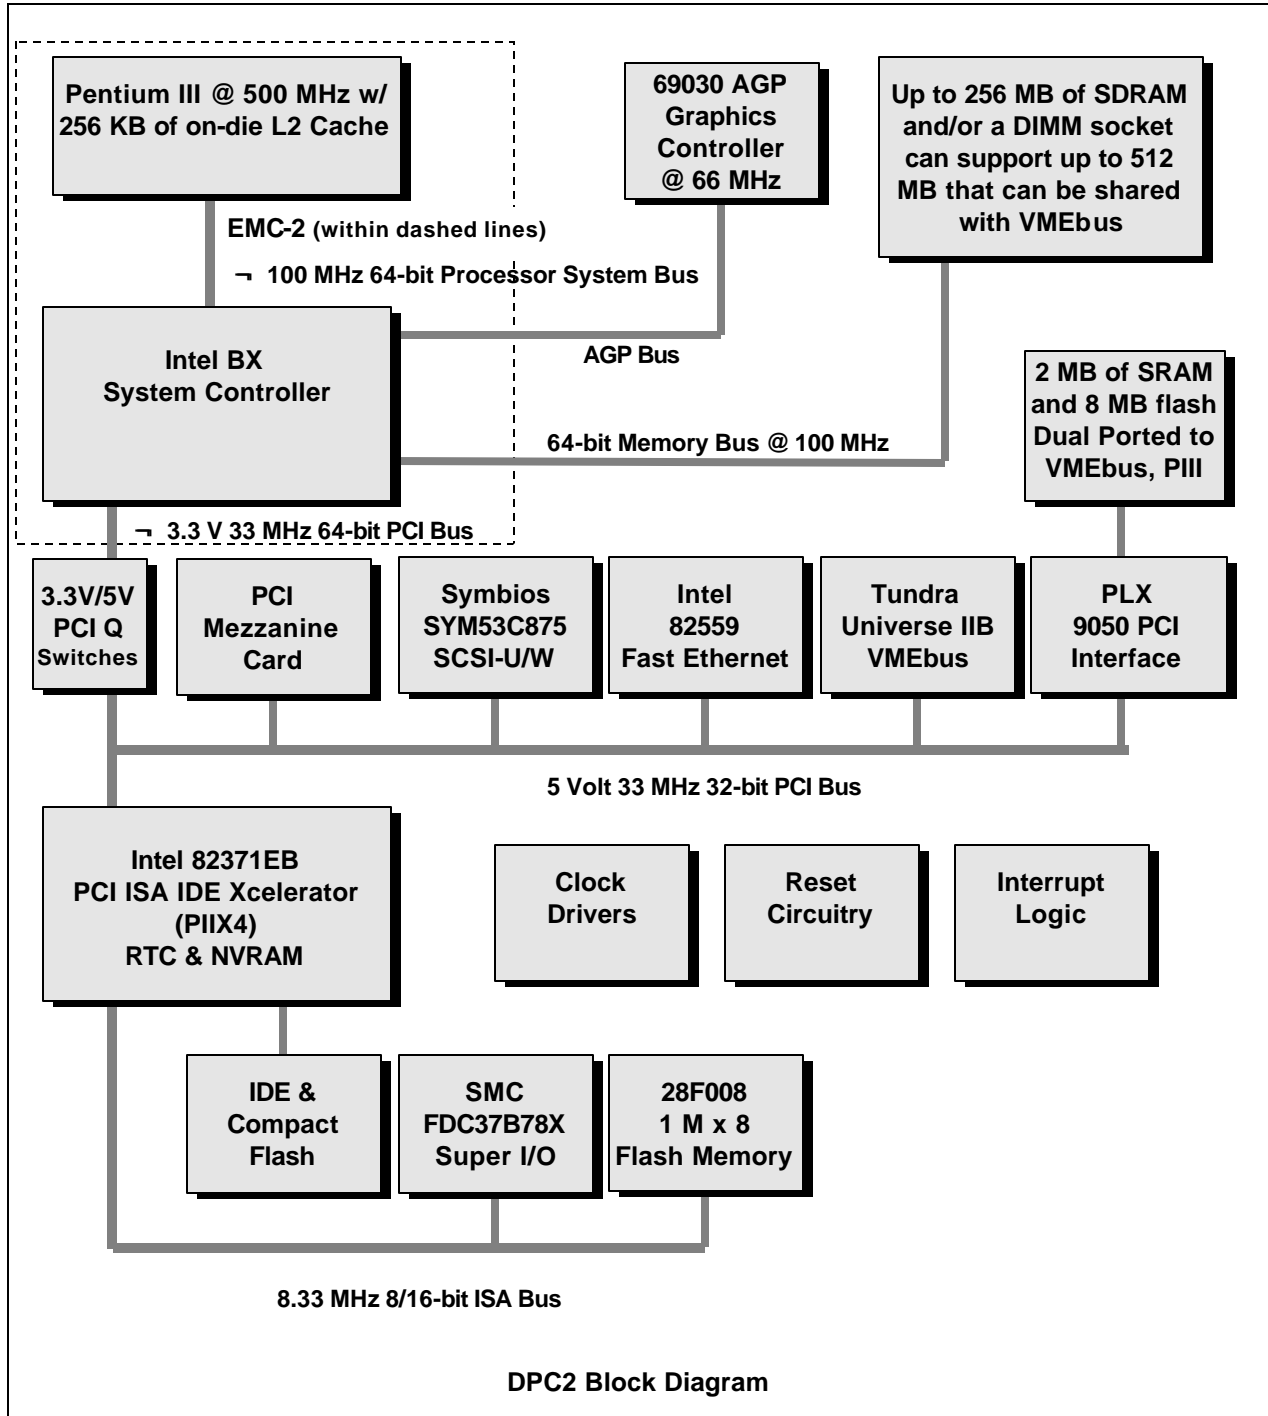 Pentium III @ 500 MHz w/
256 KB of on-die L2 Cache
69030 AGP
Graphics
Controller
@ 66 MHz
Up to 256 MB of SDRAM
and/or a DIMM socket
can support up to 512
MB that can be shared
with VMEbus
EMC-2 (within dashed lines)
¬ 100 MHz 64-bit Processor System Bus
Intel BX
System Controller
AGP Bus
64-bit Memory Bus @ 100 MHz
2 MB of SRAM
and 8 MB flash
Dual Ported to
VMEbus, PIII
¬ 3.3 V 33 MHz 64-bit PCI Bus
3.3V/5V
PCI Q
Switches
PCI
Mezzanine
Card
Symbios
SYM53C875
SCSI-U/W
Intel
82559
Fast Ethernet
Tundra
Universe IIB
VMEbus
PLX
9050 PCI
Interface
5 Volt 33 MHz 32-bit PCI Bus
Intel 82371EB
PCI ISA IDE Xcelerator
(PIIX4)
RTC & NVRAM
Clock
Drivers
Reset
Circuitry
Interrupt
Logic
IDE &
Compact
Flash
SMC
FDC37B78X
Super I/O
28F008
1 M x 8
Flash Memory
8.33 MHz 8/16-bit ISA Bus
DPC2 Block Diagram